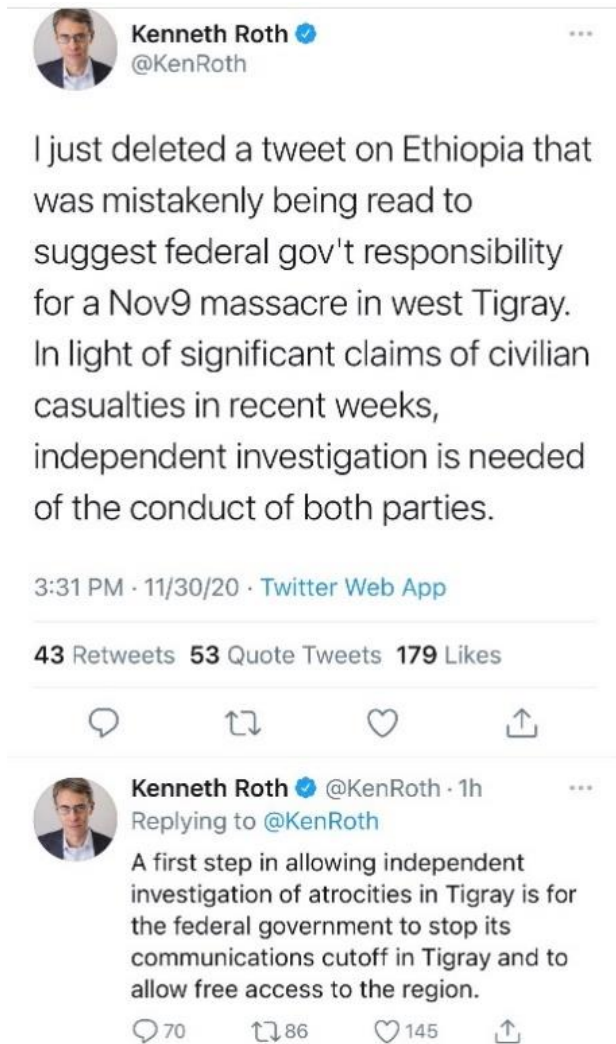 Kenneth Roth
@KenRoth
I just deleted a tweet on Ethiopia that
was mistakenly being read to
suggest federal gov't responsibility
for a Nov9 massacre in west Tigray.
In light of significant claims of civilian
casualties in recent weeks,
independent investigation is needed
of the conduct of both parties.
3:31 PM · 11/30/20 · Twitter Web App
43 Retweets 53 Quote Tweets 179 Likes
Kenneth Roth @KenRoth · 1h
Replying to @KenRoth
A first step in allowing independent
investigation of atrocities in Tigray is for
the federal government to stop its
communications cutoff in Tigray and to
allow free access to the region.
70 86 145